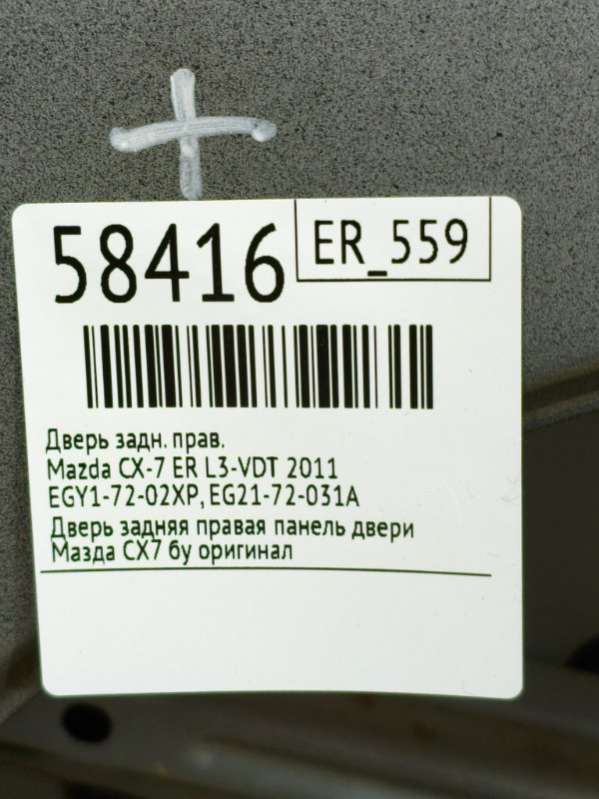 58416
ER_559
Дверь задн. прав.
Mazda CX-7 ER L3-VDT 2011
EGY1-72-02XP, EG21-72-031A
Дверь задняя правая панель двери
Мазда CX7 бу оригинал